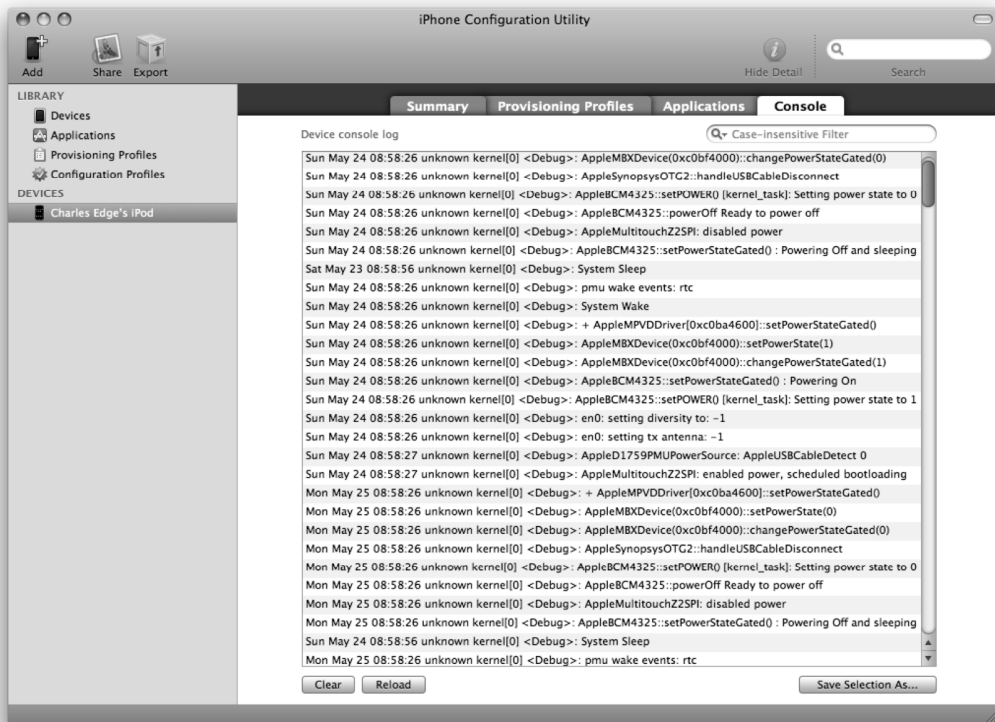 iPhone Configuration Utility
Add
Share
Export
Hide Detail
Search
LIBRARY
Devices
Applications
Provisioning Profiles
Configuration Profiles
DEVICES
Charles Edge's iPod
Summary
Provisioning Profiles
Applications
Console
Device console log
Case-insensitive Filter
Sun May 24 08:58:26 unknown kernel[0] <Debug>: AppleMBXDevice(0xc0bf4000)::changePowerStateGated(0)
Sun May 24 08:58:26 unknown kernel[0] <Debug>: AppleSynopsysOTG2::handleUSBCableDisconnect
Sun May 24 08:58:26 unknown kernel[0] <Debug>: AppleBCM4325::setPOWER() [kernel_task]: Setting power state to 0
Sun May 24 08:58:26 unknown kernel[0] <Debug>: AppleBCM4325::powerOff Ready to power off
Sun May 24 08:58:26 unknown kernel[0] <Debug>: AppleMultitouchZ2SPI: disabled power
Sun May 24 08:58:26 unknown kernel[0] <Debug>: AppleBCM4325::setPowerStateGated() : Powering Off and sleeping
Sat May 23 08:58:56 unknown kernel[0] <Debug>: System Sleep
Sun May 24 08:58:26 unknown kernel[0] <Debug>: pmu wake events: rtc
Sun May 24 08:58:26 unknown kernel[0] <Debug>: System Wake
Sun May 24 08:58:26 unknown kernel[0] <Debug>: + AppleMPVDDriver[0xc0ba4600]::setPowerStateGated()
Sun May 24 08:58:26 unknown kernel[0] <Debug>: AppleMBXDevice(0xc0bf4000)::setPowerState(1)
Sun May 24 08:58:26 unknown kernel[0] <Debug>: AppleMBXDevice(0xc0bf4000)::changePowerStateGated(1)
Sun May 24 08:58:26 unknown kernel[0] <Debug>: AppleBCM4325::setPowerStateGated() : Powering On
Sun May 24 08:58:26 unknown kernel[0] <Debug>: AppleBCM4325::setPOWER() [kernel_task]: Setting power state to 1
Sun May 24 08:58:26 unknown kernel[0] <Debug>: en0: setting diversity to: -1
Sun May 24 08:58:26 unknown kernel[0] <Debug>: en0: setting tx antenna: -1
Sun May 24 08:58:27 unknown kernel[0] <Debug>: AppleD1759PMUPowerSource: AppleUSBCableDetect 0
Sun May 24 08:58:27 unknown kernel[0] <Debug>: AppleMultitouchZ2SPI: enabled power, scheduled bootloading
Mon May 25 08:58:26 unknown kernel[0] <Debug>: + AppleMPVDDriver[0xc0ba4600]::setPowerStateGated()
Mon May 25 08:58:26 unknown kernel[0] <Debug>: AppleMBXDevice(0xc0bf4000)::setPowerState(0)
Mon May 25 08:58:26 unknown kernel[0] <Debug>: AppleMBXDevice(0xc0bf4000)::changePowerStateGated(0)
Mon May 25 08:58:26 unknown kernel[0] <Debug>: AppleSynopsysOTG2::handleUSBCableDisconnect
Mon May 25 08:58:26 unknown kernel[0] <Debug>: AppleBCM4325::setPOWER() [kernel_task]: Setting power state to 0
Mon May 25 08:58:26 unknown kernel[0] <Debug>: AppleBCM4325::powerOff Ready to power off
Mon May 25 08:58:26 unknown kernel[0] <Debug>: AppleMultitouchZ2SPI: disabled power
Mon May 25 08:58:26 unknown kernel[0] <Debug>: AppleBCM4325::setPowerStateGated() : Powering Off and sleeping
Sun May 24 08:58:56 unknown kernel[0] <Debug>: System Sleep
Mon May 25 08:58:26 unknown kernel[0] <Debug>: pmu wake events: rtc
Clear
Reload
Save Selection As...